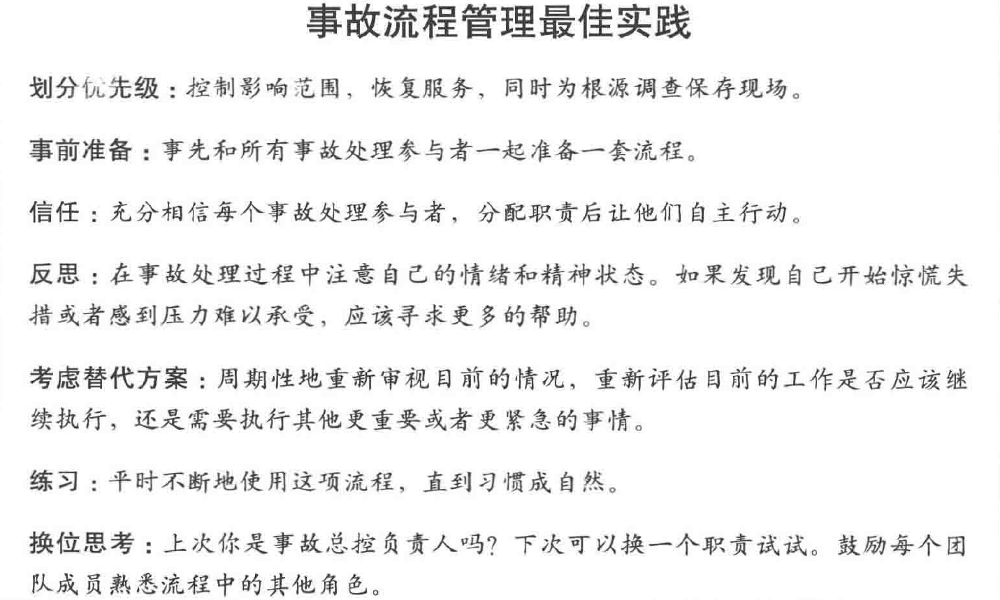 事故流程管理最佳实践
划分优先级：控制影响范围，恢复服务，同时为根源调查保存现场。
事前准备：事先和所有事故处理参与者一起准备一套流程。
信任：充分相信每个事故处理参与者，分配职责后让他们自主行动。
反思：在事故处理过程中注意自己的情绪和精神状态。如果发现自己开始惊慌失
措或者感到压力难以承受，应该寻求更多的帮助。
考虑替代方案：周期性地重新审视目前的情况，重新评估目前的工作是否应该继
续执行，还是需要执行其他更重要或者更紧急的事情。
练习：平时不断地使用这项流程，直到习惯成自然。
换位思考：上次你是事故总控负责人吗？下次可以换一个职责试试。鼓励每个团
队成员熟悉流程中的其他角色。